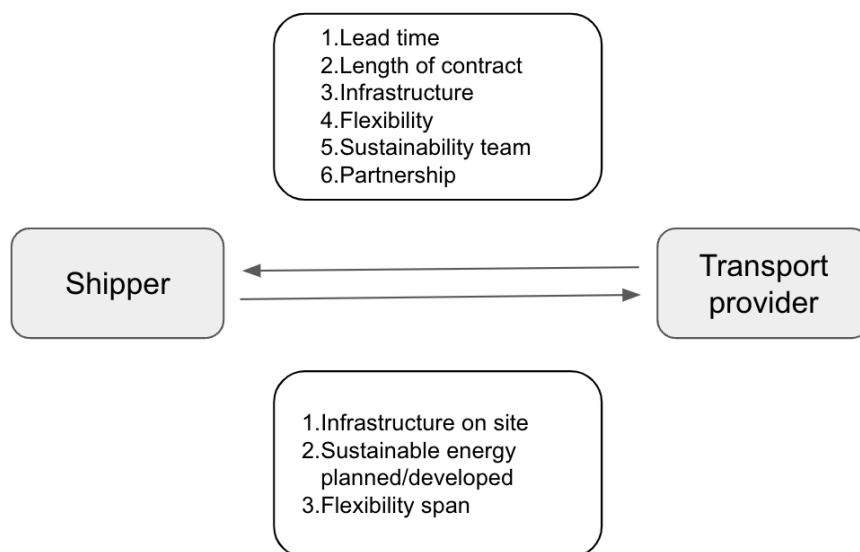 1.Lead time
2.Length of contract
3.Infrastructure
4.Flexibility
5.Sustainability team
6.Partnership
Shipper
Transport
provider
1.Infrastructure on site
2.Sustainable energy
planned/developed
3.Flexibility span